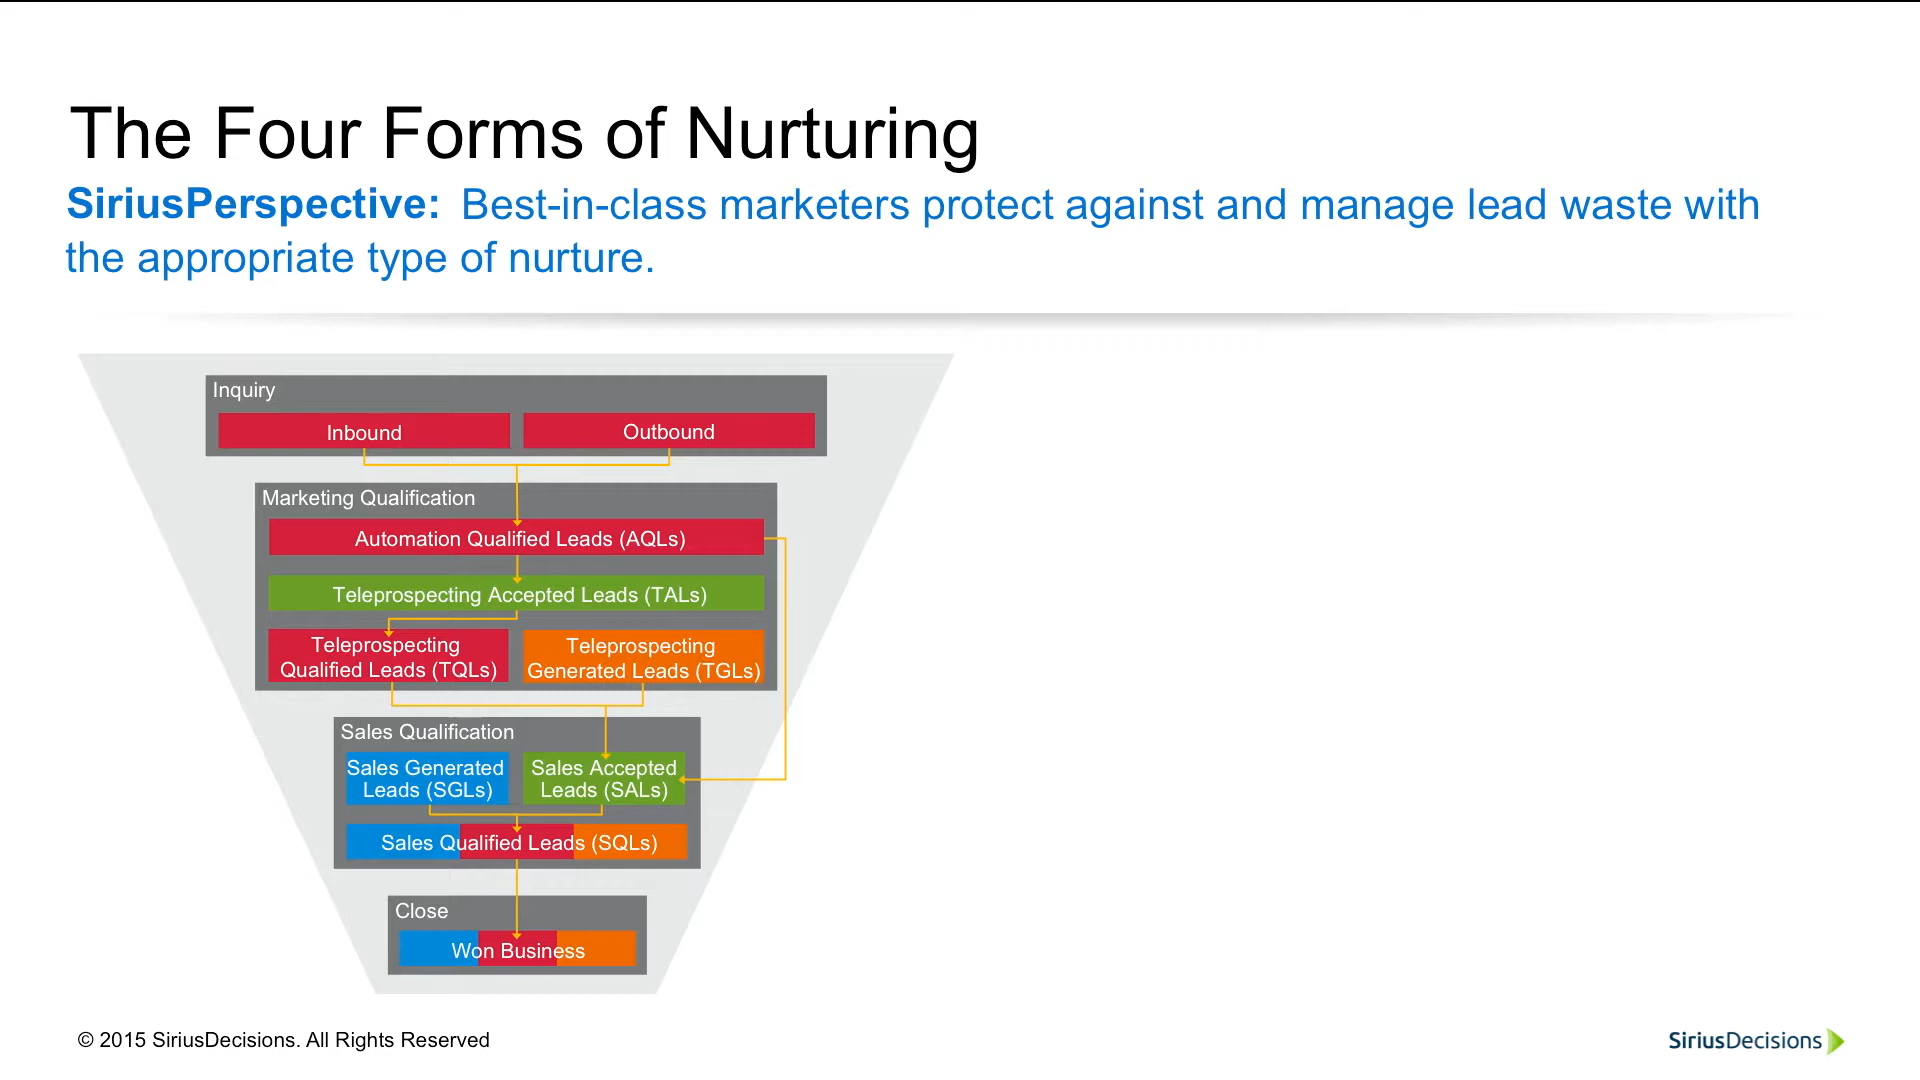 The Four Forms of Nurturing
SiriusPerspective: Best-in-class marketers protect against and manage lead waste with
the appropriate type of nurture.
Inquiry
Inbound
Outbound
Marketing Qualification
Automation Qualified Leads (AQLs)
Teleprospecting Accepted Leads (TALs)
Teleprospecting
Qualified Leads (TQLs)
Teleprospecting
Generated Leads (TGLs)
Sales Qualification
Sales Generated
Leads (SGLs)
Sales Accepted
Leads (SALs)
Sales Qualified Leads (SQLs)
Close
Won Business
© 2015 SiriusDecisions. All Rights Reserved
SiriusDecisions